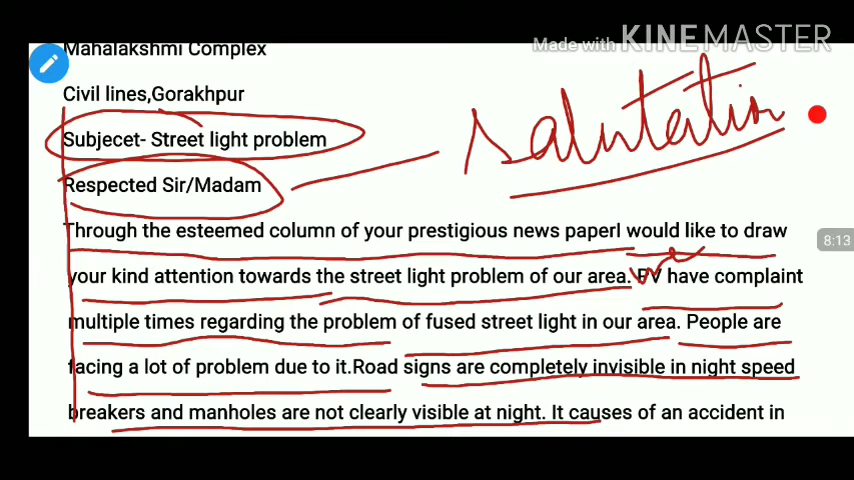 Made with KINEMASTER
Mahalakshmi Complex
Civil lines,Gorakhpur
Subjecet- Street light problem
Salutation
Respected Sir/Madam
Through the esteemed column of your prestigious news paperI would like to draw
8:13
your kind attention towards the street light problem of our area. we have complaint
multiple times regarding the problem of fused street light in our area. People are
facing a lot of problem due to it.Road signs are completely invisible in night speed
breakers and manholes are not clearly visible at night. It causes of an accident in